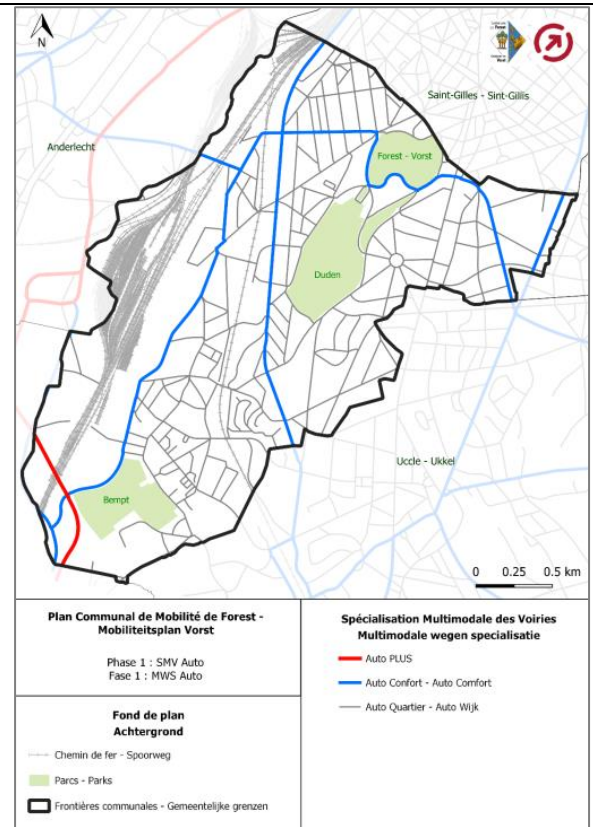 N
Saint-Gilles - Sint-Gillis
Anderlecht
Forest - Vorst
Duden
Uccle - Ukkel
Bempt
0 0.25 0.5 km
Plan Communal de Mobilité de Forest -
Mobiliteitsplan Vorst
Phase 1 : SMV Auto
Fase 1 : MWS Auto
Fond de plan
Achtergrond
Chemin de fer - Spoorweg
Parcs - Parks
Frontières communales - Gemeentelijke grenzen
Spécialisation Multimodale des Voiries
Multimodale wegen specialisatie
Auto PLUS
Auto Confort - Auto Comfort
Auto Quartier - Auto Wijk